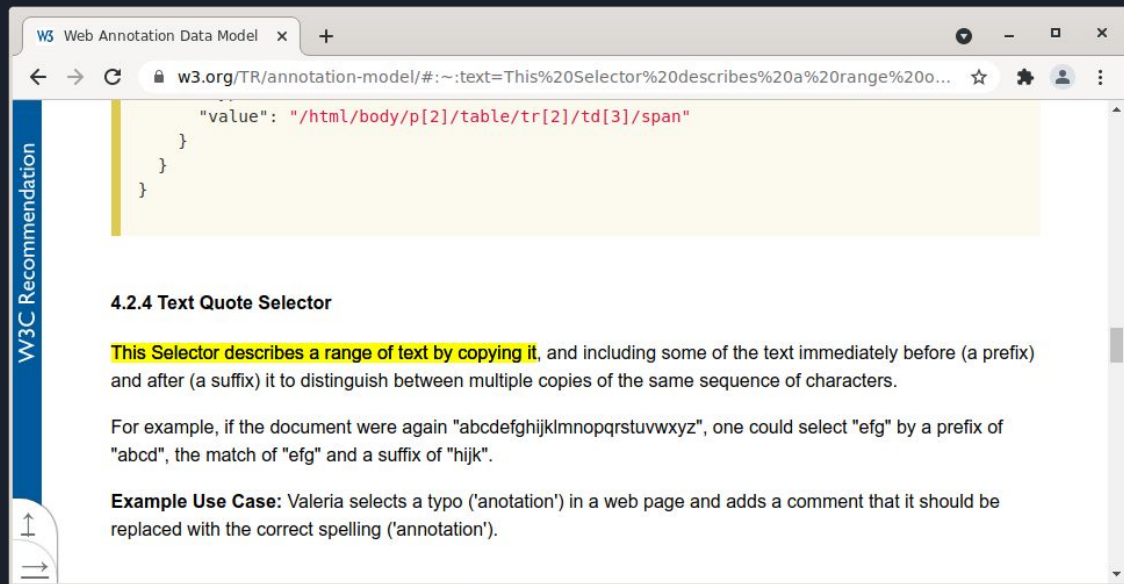 W3 Web Annotation Data Model
w3.org/TR/annotation-model/#:~:text=This%20Selector%20describes%20a%20range%20o...
"value": "/html/body/p[2]/table/tr[2]/td[3]/span"
}
}
}
W3C Recommendation
4.2.4 Text Quote Selector
This Selector describes a range of text by copying it, and including some of the text immediately before (a prefix)
and after (a suffix) it to distinguish between multiple copies of the same sequence of characters.
For example, if the document were again "abcdefghijklmnopqrstuvwxyz", one could select "efg" by a prefix of
"abcd", the match of "efg" and a suffix of "hijk".
Example Use Case: Valeria selects a typo ('anotation') in a web page and adds a comment that it should be
replaced with the correct spelling ('annotation').